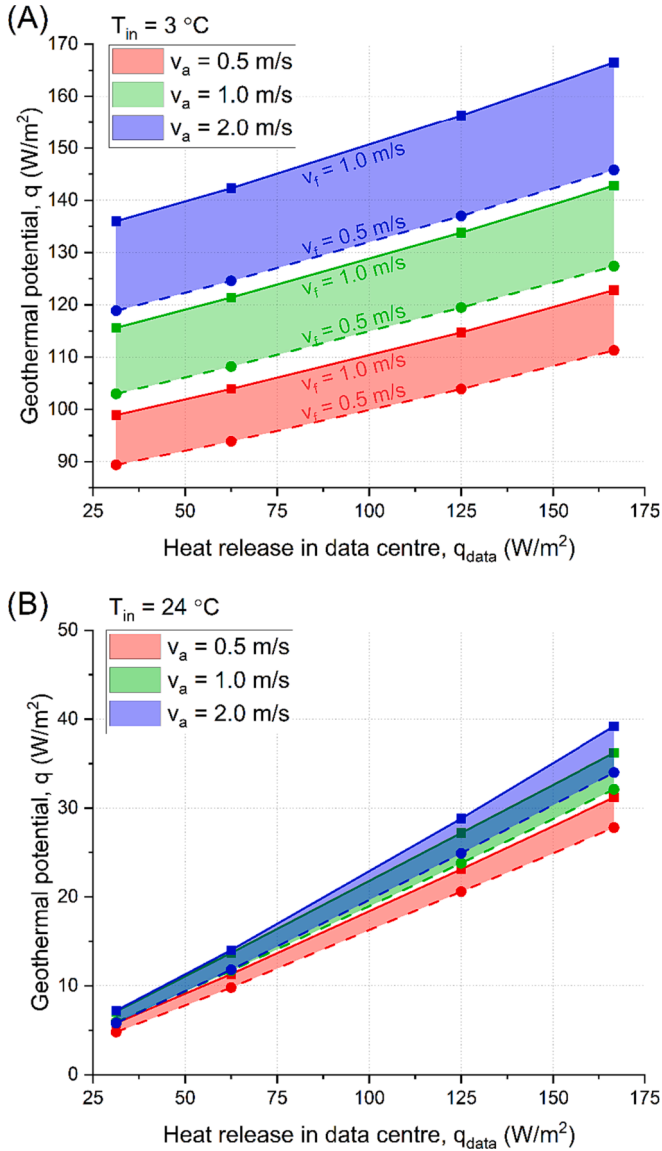 (A)
T_in = 3 °C
v_a = 0.5 m/s
v_a = 1.0 m/s
v_a = 2.0 m/s
Geothermal potential, q (W/m²)
170
160
150
140
130
120
110
100
90
v_f = 1.0 m/s
v_f = 0.5 m/s
v_f = 1.0 m/s
v_f = 0.5 m/s
v_f = 1.0 m/s
v_f = 0.5 m/s
25 50 75 100 125 150 175
Heat release in data centre, q_data (W/m²)
(B)
T_in = 24 °C
v_a = 0.5 m/s
v_a = 1.0 m/s
v_a = 2.0 m/s
Geothermal potential, q (W/m²)
50
40
30
20
10
0
25 50 75 100 125 150 175
Heat release in data centre, q_data (W/m²)